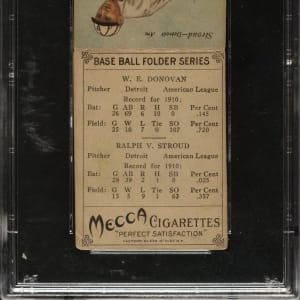 Stroud—Detroit Am.
BASE BALL FOLDER SERIES
W. E. DONOVAN
Pitcher Detroit American League
Record for 1910:
Bat: G AB R H SB Per Cent
26 69 6 10 0 .145
Field: G W L Tie SO Per Cent
25 18 7 0 107 .720
RALPH V. STROUD
Pitcher Detroit American League
Record for 1910:
Bat: G AB R H SB Per Cent
28 39 2 1 0 .025
Field: G W L Tie SO Per Cent
15 5 9 1 63 .357
MECCA CIGARETTES
"PERFECT SATISFACTION"